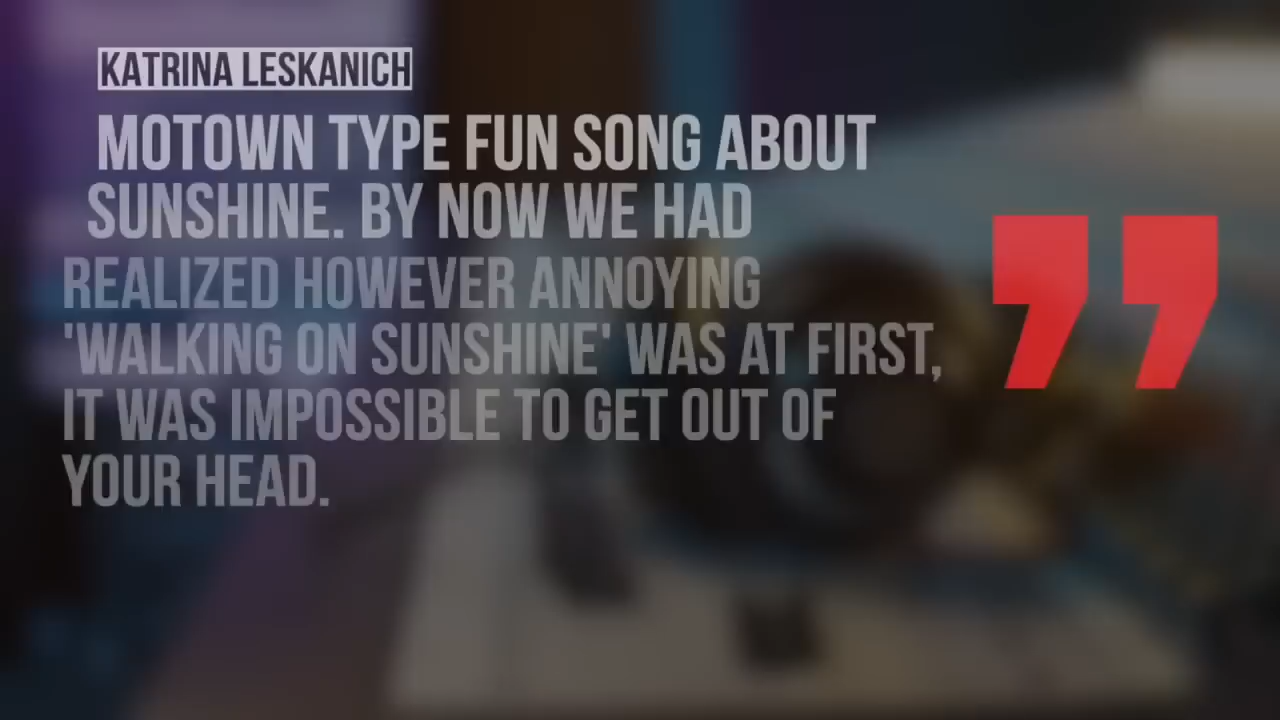 KATRINA LESKANICH
MOTOWN TYPE FUN SONG ABOUT
SUNSHINE. BY NOW WE HAD
REALIZED HOWEVER ANNOYING
'WALKING ON SUNSHINE' WAS AT FIRST,
IT WAS IMPOSSIBLE TO GET OUT OF
YOUR HEAD.
"